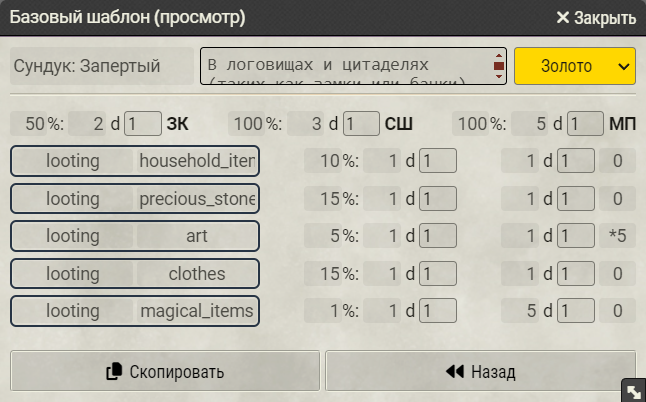 Базовый шаблон (просмотр) Закрыть
Сундук: Запертый В логовищах и цитаделях Золото
(таких как замки или банки)
50 %: 2 d 1 ЗК 100 %: 3 d 1 СШ 100 %: 5 d 1 МП
looting household_iten 10 %: 1 d 1 1 d 1 0
looting precious_stone 15 %: 1 d 1 1 d 1 0
looting art 5 %: 1 d 1 1 d 1 *5
looting clothes 15 %: 1 d 1 1 d 1 0
looting magical_items 1 %: 1 d 1 5 d 1 0
Скопировать Назад